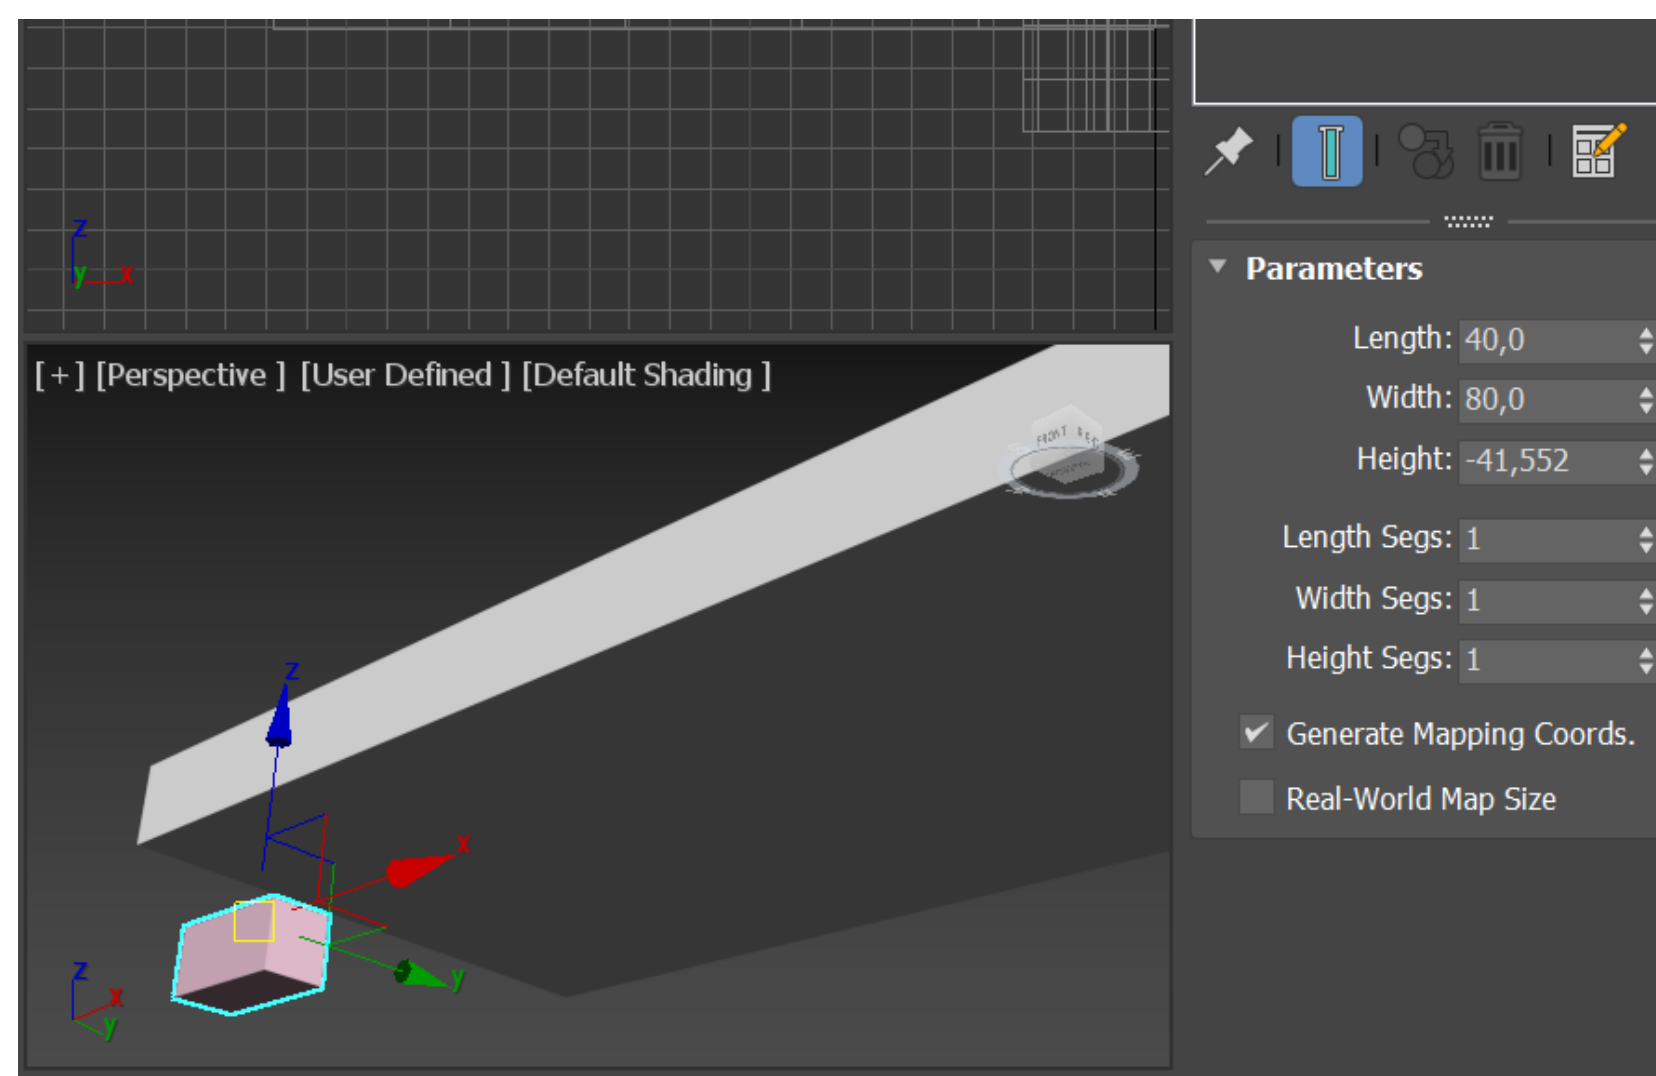 z
y x
Parameters
Length: 40,0
[+] [Perspective ] [User Defined ] [Default Shading ]
Width: 80,0
FRONT
Height: -41,552
Length Segs: 1
Width Segs: 1
Height Segs: 1
z
Generate Mapping Coords.
Real-World Map Size
x
y
z
x
y